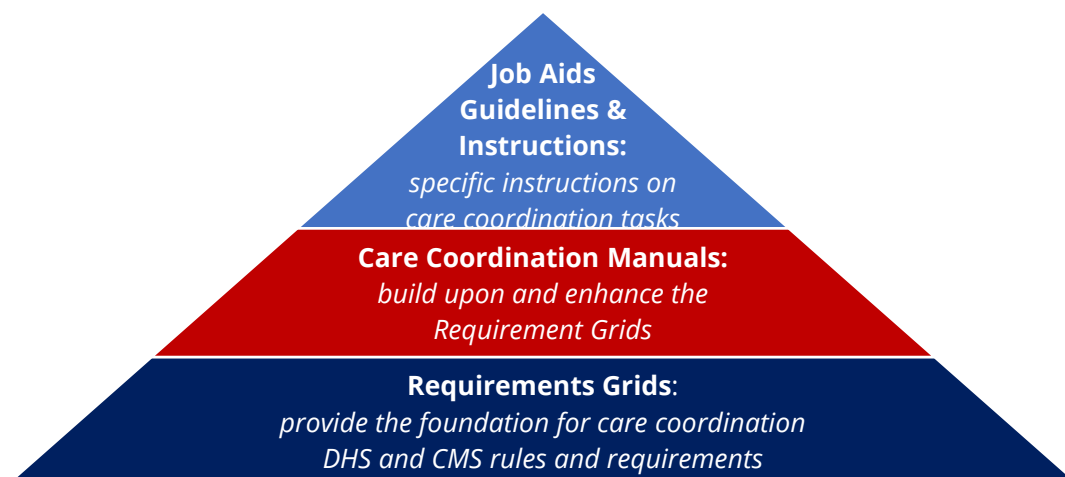 Job Aids
Guidelines &
Instructions:
specific instructions on
care coordination tasks
Care Coordination Manuals:
build upon and enhance the
Requirement Grids
Requirements Grids:
provide the foundation for care coordination
DHS and CMS rules and requirements